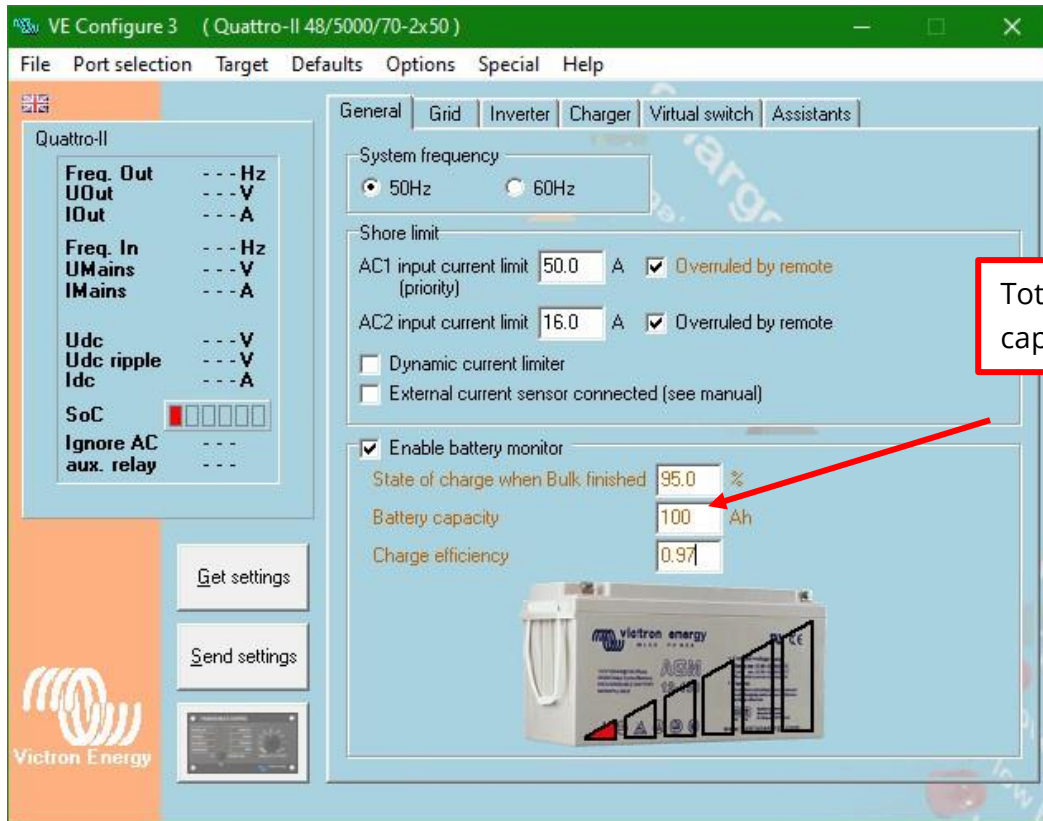 VE Configure 3 ( Quattro-II 48/5000/70-2x50 )
File Port selection Target Defaults Options Special Help
General Grid Inverter Charger Virtual switch Assistants
Quattro-II
Freq. Out - - - Hz
UOut - - - V
IOut - - - A
Freq. In - - - Hz
UMains - - - V
IMains - - - A
Udc - - - V
Udc ripple - - - V
Idc - - - A
SoC
Ignore AC - - -
aux. relay - - -
Get settings
Send settings
Victron Energy
System frequency
50Hz 60Hz
Shore limit
AC1 input current limit 50.0 A Overruled by remote
(priority)
AC2 input current limit 16.0 A Overruled by remote
Dynamic current limiter
External current sensor connected (see manual)
Enable battery monitor
State of charge when Bulk finished 95.0 %
Battery capacity 100 Ah
Charge efficiency 0.97
victron energy
BLUE POWER
AGM
Tot
cap